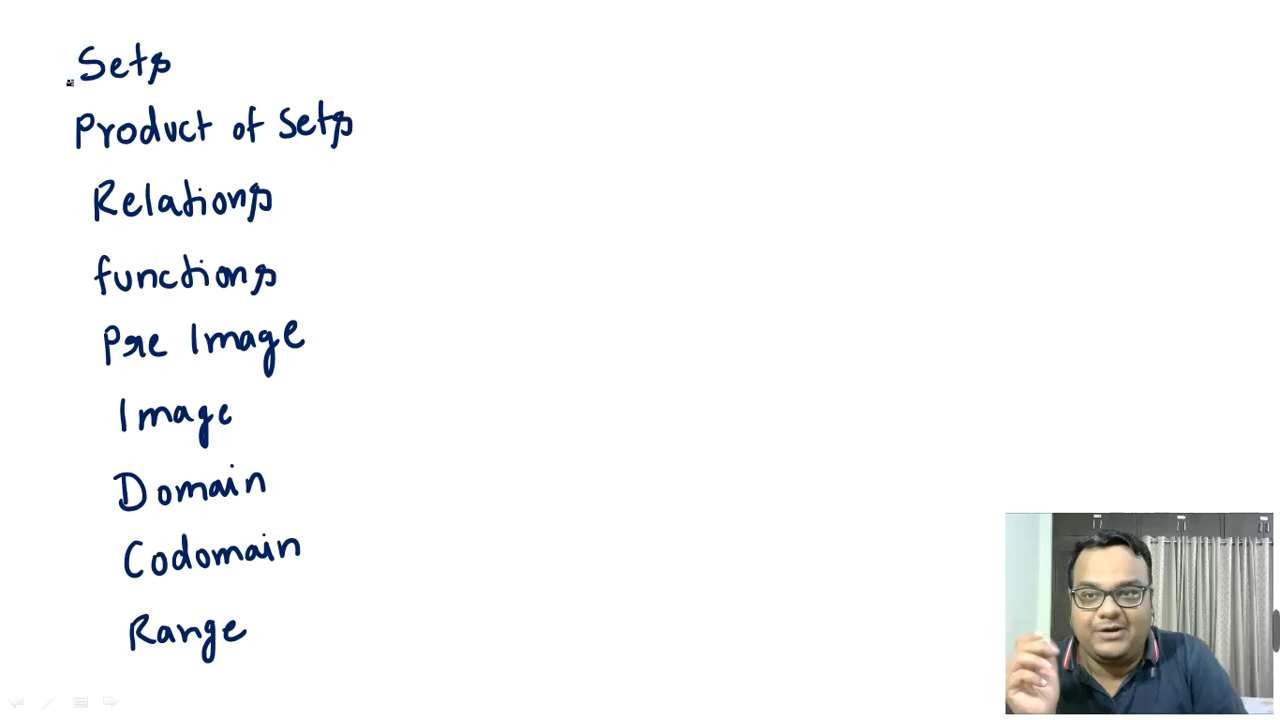 Sets
Product of Sets
Relations
functions
Pre Image
Image
Domain
Codomain
Range